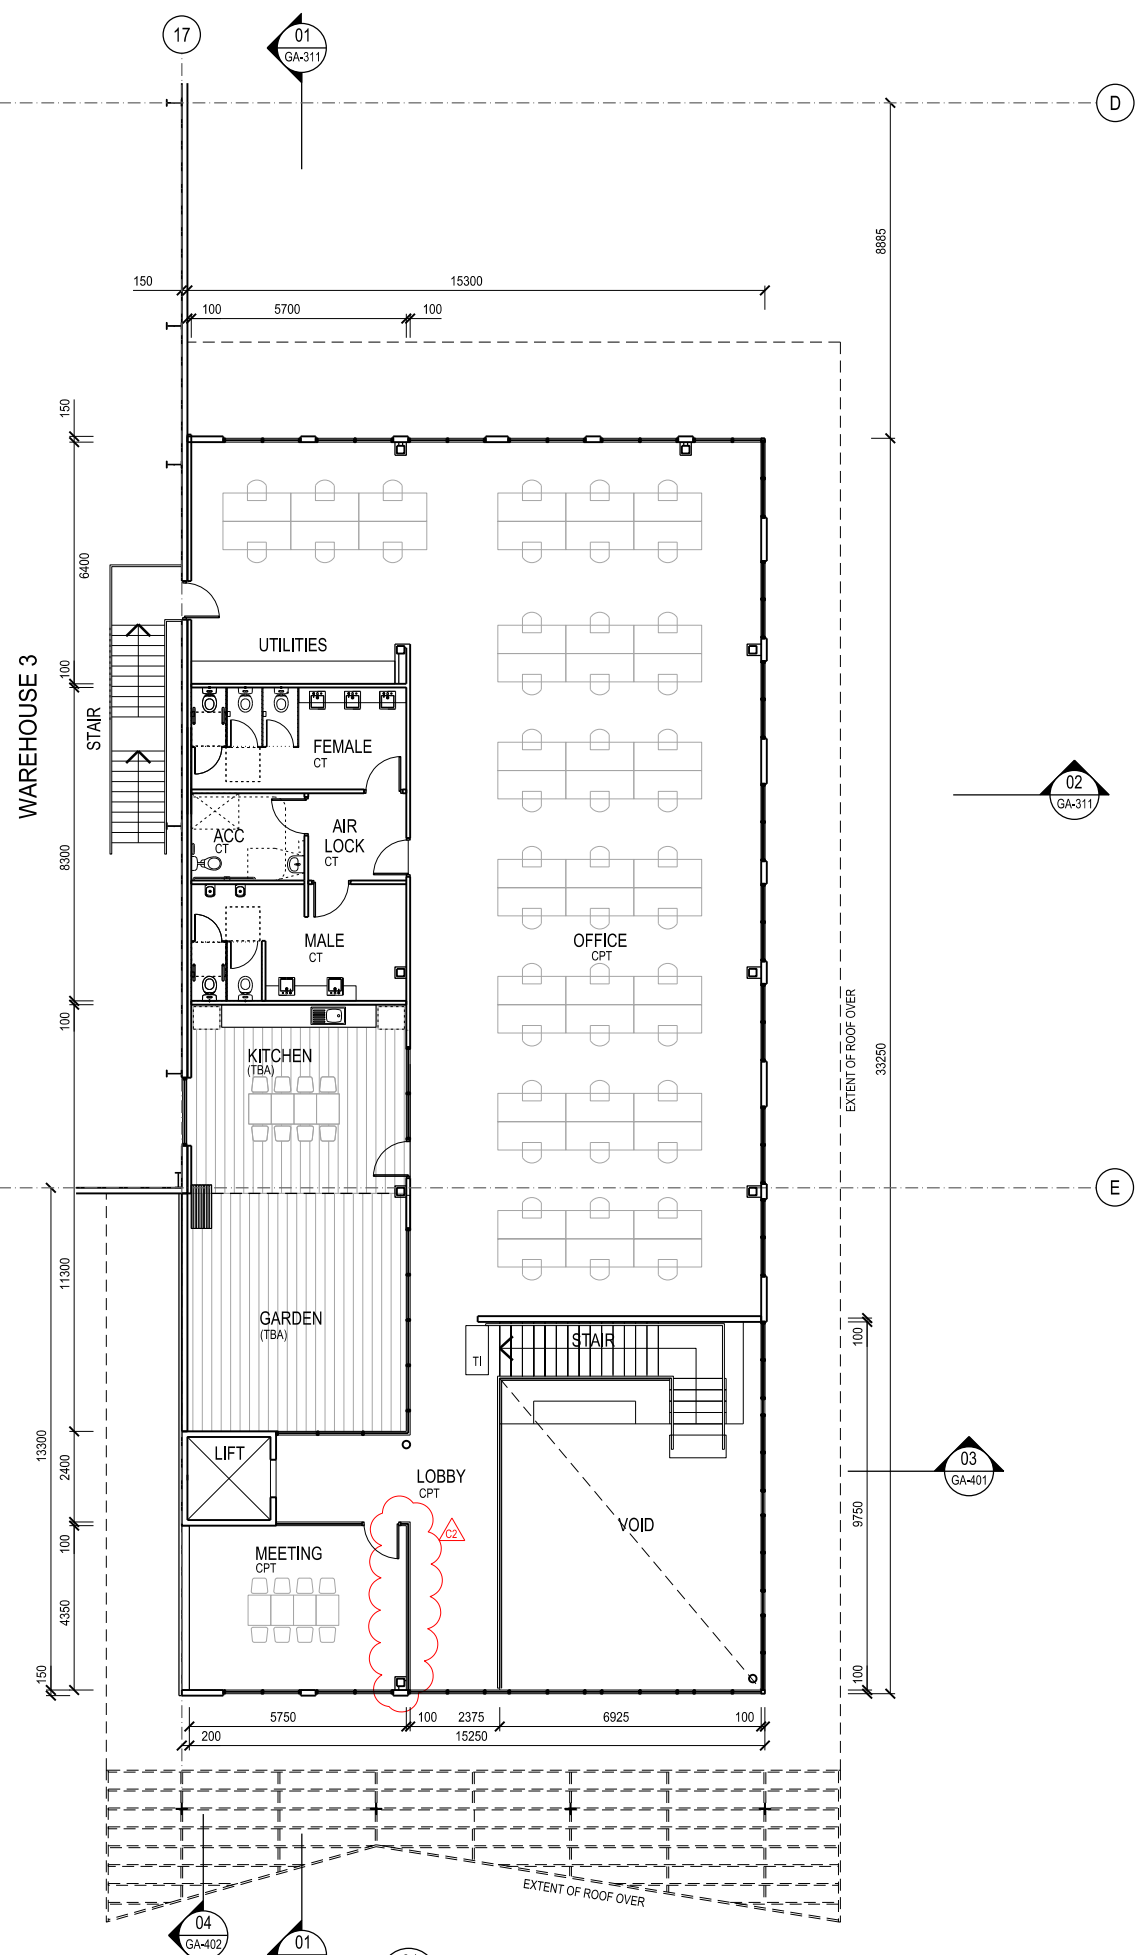 17
01
GA-311
D
8885
150
15300
100
5700
100
150
6400
100
UTILITIES
WAREHOUSE 3
STAIR
FEMALE
CT
02
GA-311
ACC
CT
AIR
LOCK
CT
8300
MALE
CT
OFFICE
CPT
100
EXTENT OF ROOF OVER
33250
KITCHEN
(TBA)
E
11300
GARDEN
(TBA)
STAIR
TI
100
13300
2400
LIFT
LOBBY
CPT
03
GA-401
9750
VOID
C2
100
MEETING
CPT
4350
150
100
5750
100
2375
6925
100
200
15250
EXTENT OF ROOF OVER
04
GA-402
01